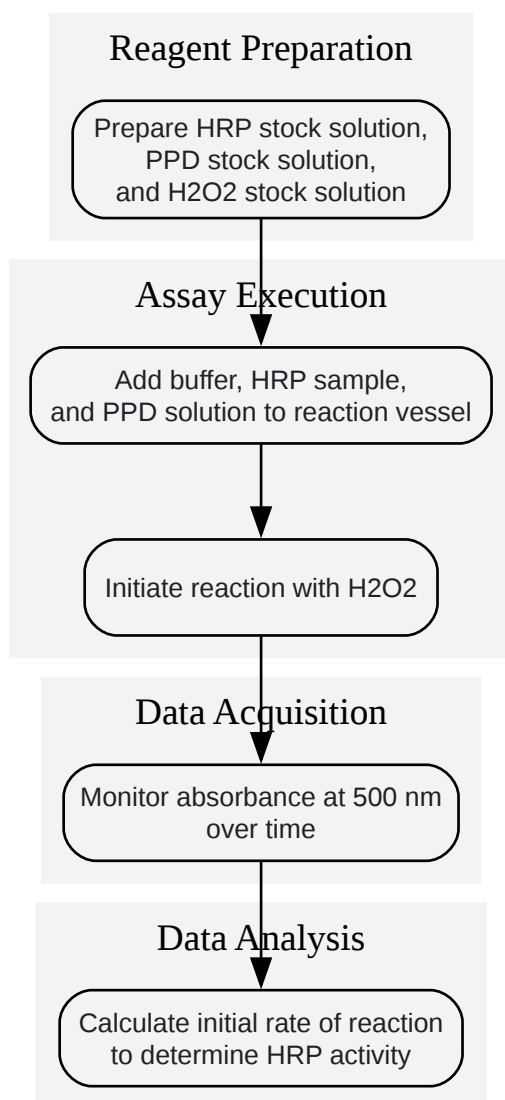 Reagent Preparation
Prepare HRP stock solution,
PPD stock solution,
and H2O2 stock solution
Assay Execution
Add buffer, HRP sample,
and PPD solution to reaction vessel
Initiate reaction with H2O2
Data Acquisition
Monitor absorbance at 500 nm
over time
Data Analysis
Calculate initial rate of reaction
to determine HRP activity